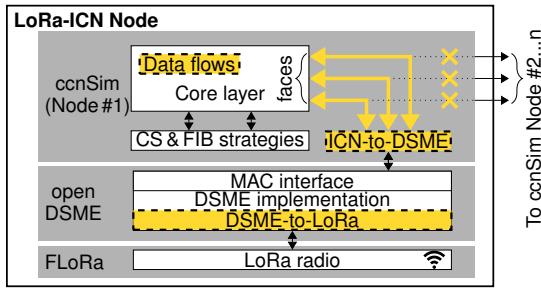 LoRa-ICN Node
ccnSim
(Node #1)
Data flows
Core layer
faces
CS & FIB strategies
ICN-to-DSME
To ccnSim Node #2...n
open
DSME
MAC interface
DSME implementation
DSME-to-LoRa
FLoRa
LoRa radio